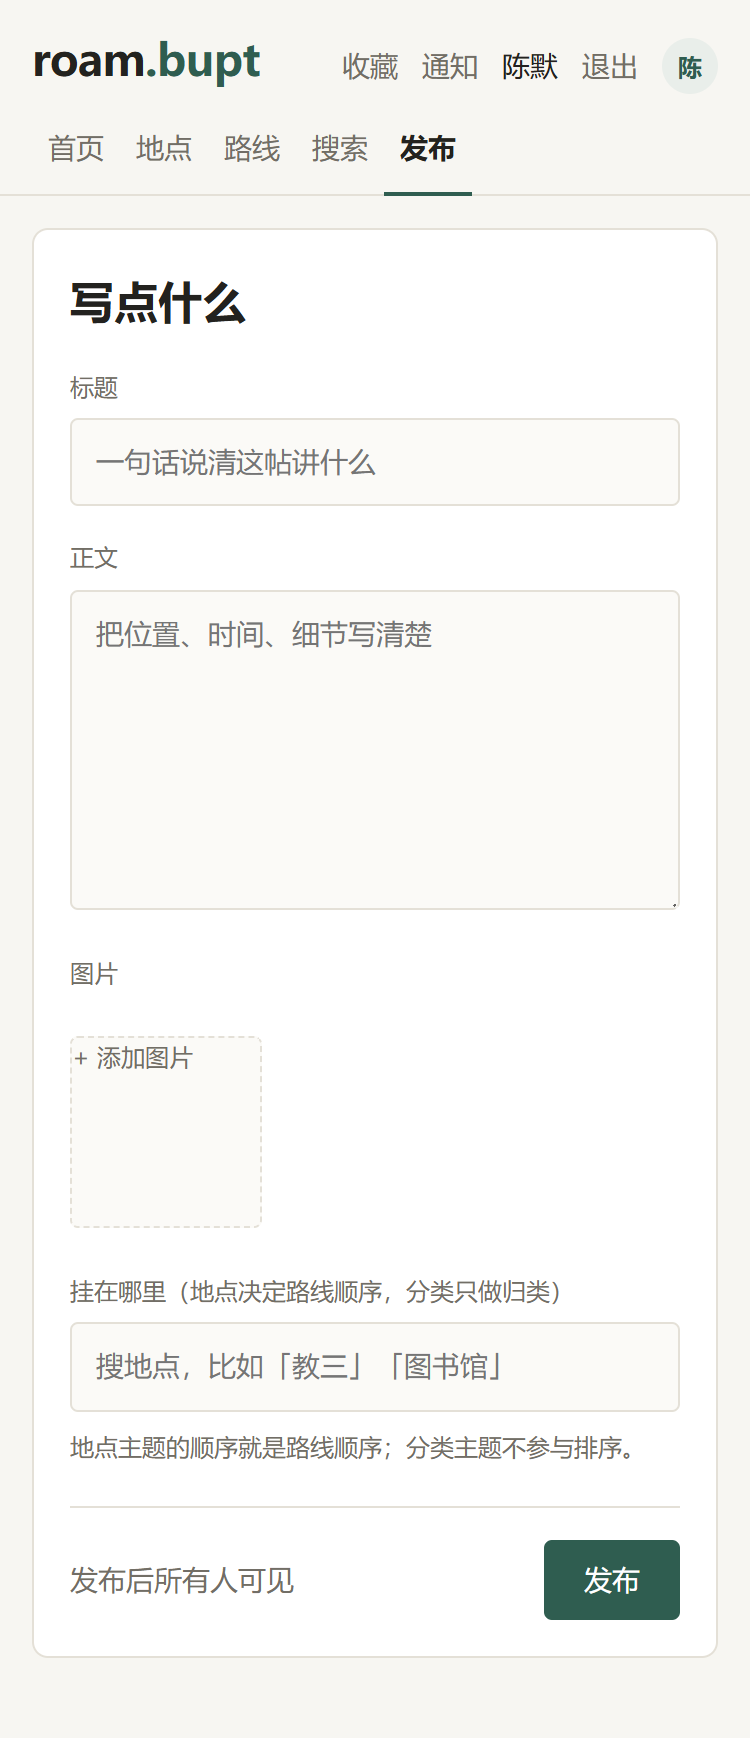 roam.bupt
收藏 通知 陈默 退出 陈
首页 地点 路线 搜索 发布
写点什么
标题
一句话说清这帖讲什么
正文
把位置、时间、细节写清楚
图片
+ 添加图片
挂在哪里（地点决定路线顺序，分类只做归类）
搜地点，比如「教三」「图书馆」
地点主题的顺序就是路线顺序；分类主题不参与排序。
发布后所有人可见
发布